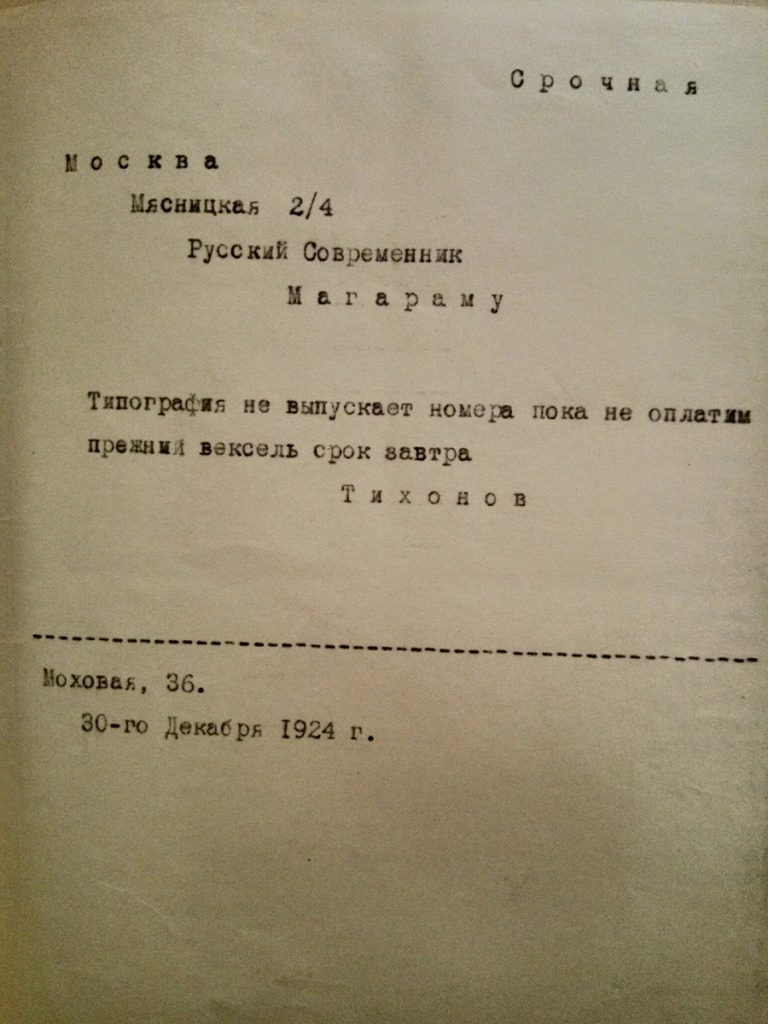 Срочная
Москва
Мясницкая 2/4
Русский Современник
Магараму
Типография не выпускает номера пока не оплатим
прежний вексель срок завтра
Тихонов
Моховая, 36.
30-го Декабря 1924 г.